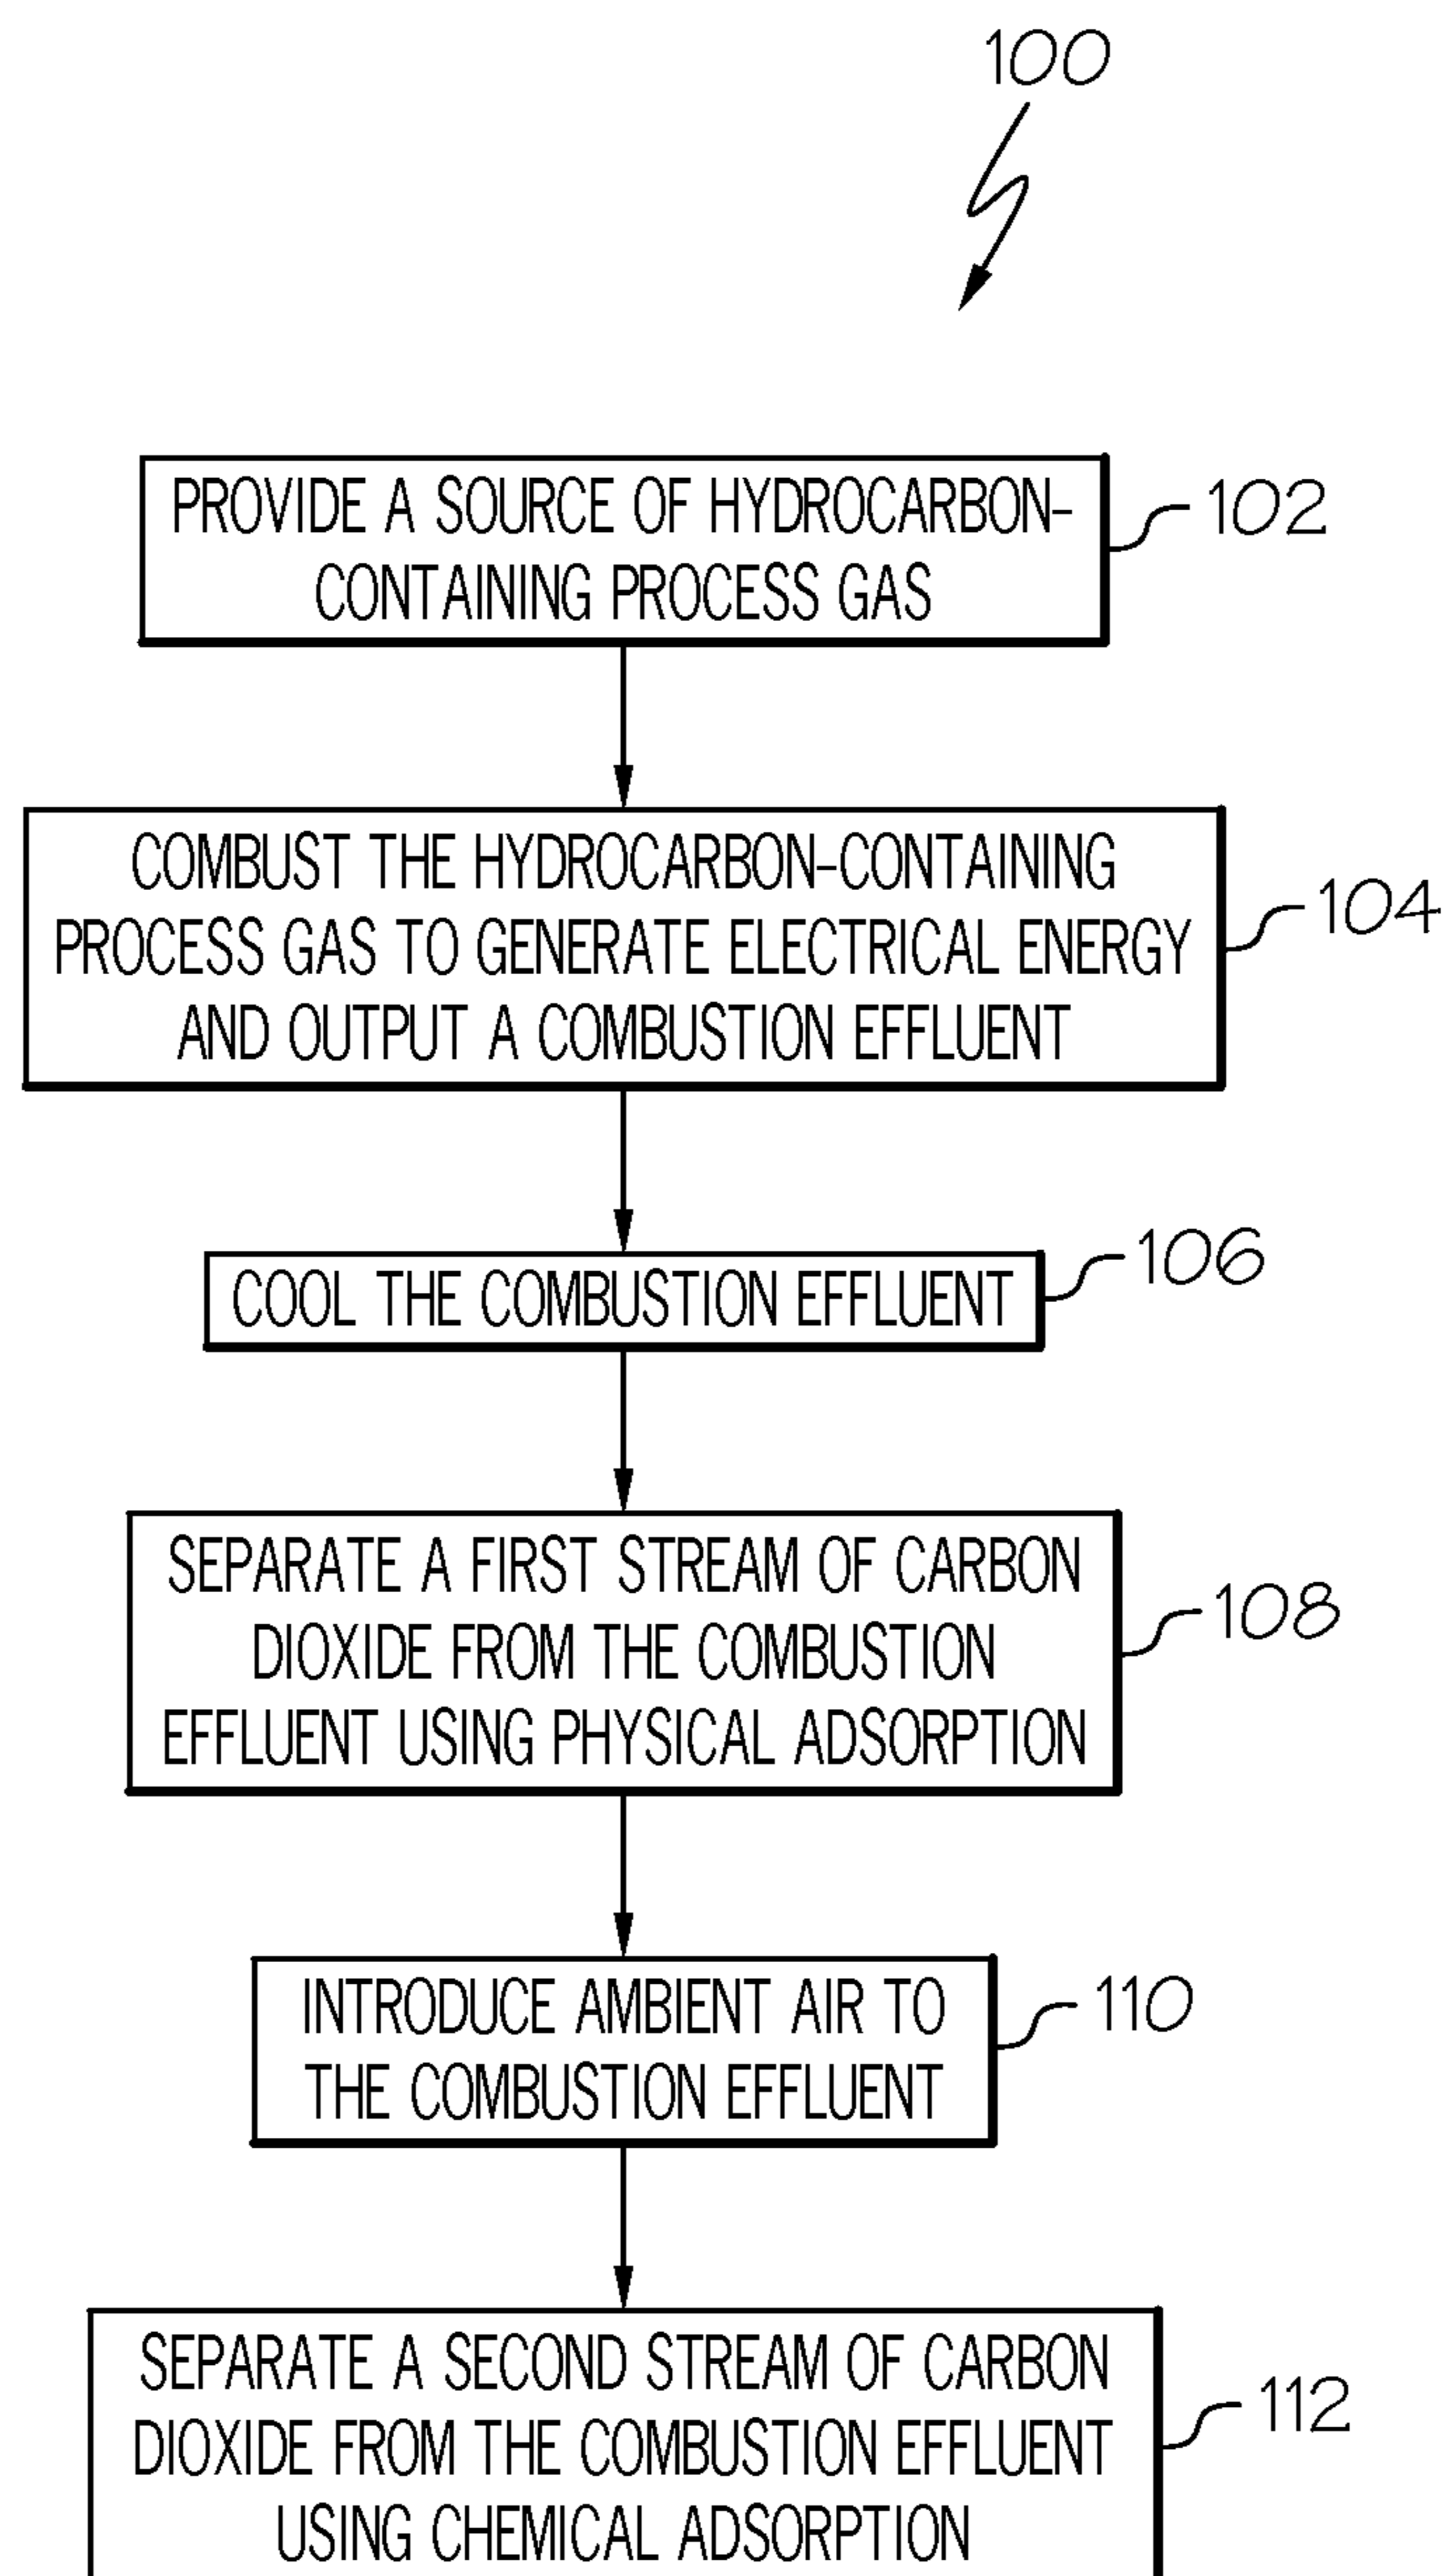 100
PROVIDE A SOURCE OF HYDROCARBON-
CONTAINING PROCESS GAS
102
COMBUST THE HYDROCARBON-CONTAINING
PROCESS GAS TO GENERATE ELECTRICAL ENERGY
AND OUTPUT A COMBUSTION EFFLUENT
104
COOL THE COMBUSTION EFFLUENT
106
SEPARATE A FIRST STREAM OF CARBON
DIOXIDE FROM THE COMBUSTION
EFFLUENT USING PHYSICAL ADSORPTION
108
INTRODUCE AMBIENT AIR TO
THE COMBUSTION EFFLUENT
110
SEPARATE A SECOND STREAM OF CARBON
DIOXIDE FROM THE COMBUSTION EFFLUENT
USING CHEMICAL ADSORPTION
112